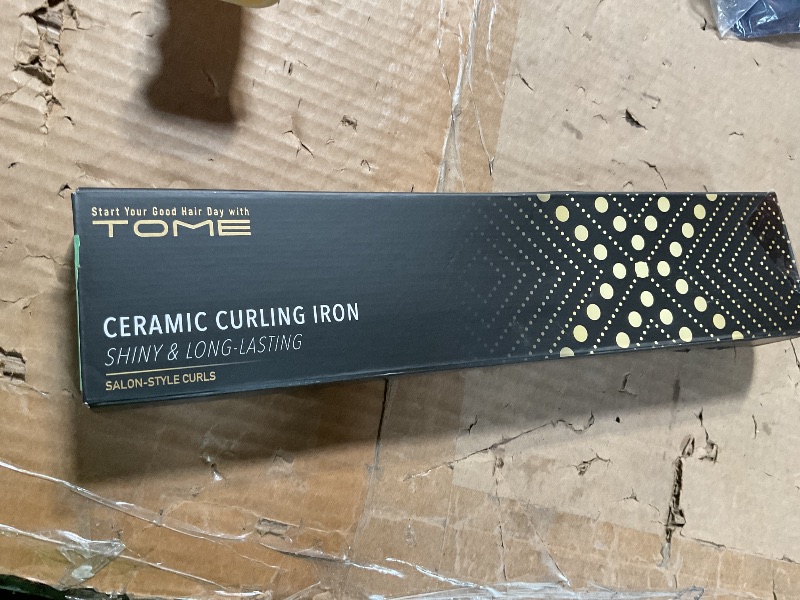 Start Your Good Hair Day with
TOME
CERAMIC CURLING IRON
SHINY & LONG-LASTING
SALON-STYLE CURLS